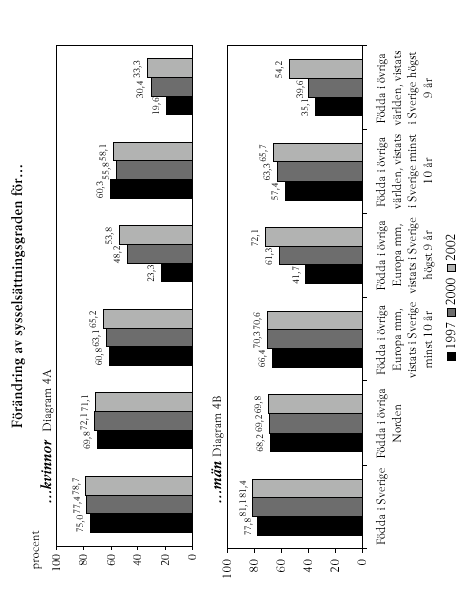 Förändring av sysselsättningsgraden för…
…kvinnor Diagram 4A
procent
100
80
60
40
20
0
75,0 77,4 78,7
69,8 72,1 71,1
60,8 63,1 65,2
23,3 48,2 53,8
60,3 55,8 58,1
19,6 30,4 33,3
…män Diagram 4B
100
80
60
40
20
0
77,8 81,1 81,4
68,2 69,2 69,8
66,4 70,3 70,6
41,7 61,3 72,1
57,4 63,3 65,7
35,1 39,6 54,2
Födda i Sverige
Födda i övriga
Norden
Födda i övriga
Europa mm,
vistats i Sverige
minst 10 år
Födda i övriga
Europa mm,
vistats i Sverige
högst 9 år
Födda i övriga
världen, vistats
i Sverige minst
10 år
Födda i övriga
världen, vistats
i Sverige högst
9 år
1997 2000 2002